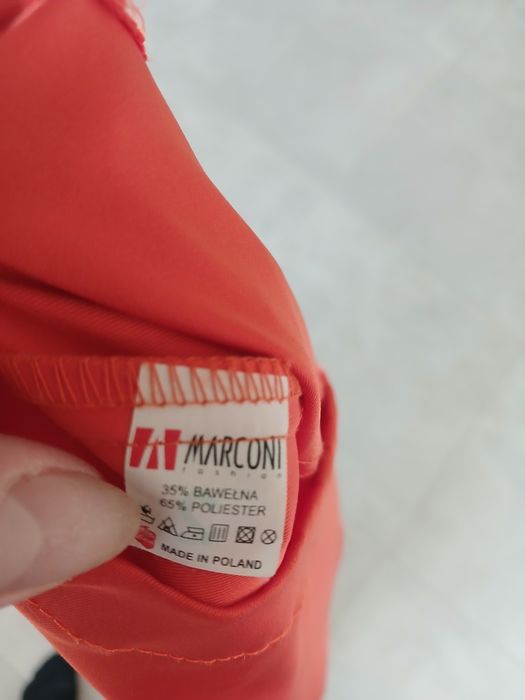 MARCONI
fashion
35% BAWEŁNA
65% POLIESTER
MADE IN POLAND